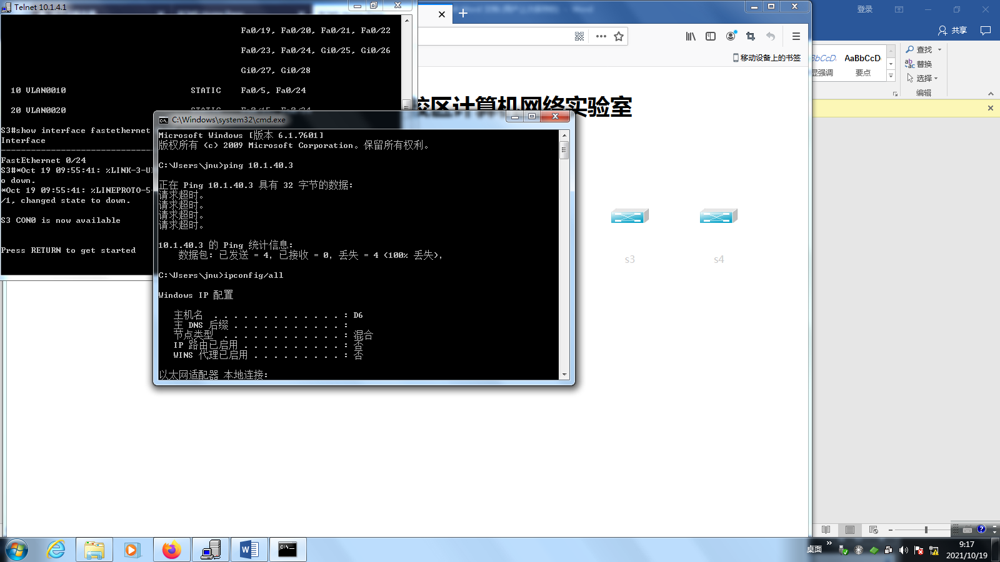 Telnet 10.1.4.1
Fa0/19, Fa0/20, Fa0/21, Fa0/22
Fa0/23, Fa0/24, Gi0/25, Gi0/26
Gi0/27, Gi0/28
10 VLAN0010 STATIC Fa0/5, Fa0/24
20 VLAN0020
S3#show interface fastethernet
Interface
FastEthernet 0/24
S3#*Oct 19 09:55:41: %LINK-3-U
o down.
*Oct 19 09:55:41: %LINEPROTO-5-
/1, changed state to down.
S3 CON0 is now available
Press RETURN to get started
C:\Windows\system32\cmd.exe
Microsoft Windows [版本 6.1.7601]
版权所有 (c) 2009 Microsoft Corporation。保留所有权利。
C:\Users\jnu>ping 10.1.40.3
正在 Ping 10.1.40.3 具有 32 字节的数据:
请求超时。
请求超时。
请求超时。
请求超时。
10.1.40.3 的 Ping 统计信息:
数据包: 已发送 = 4, 已接收 = 0, 丢失 = 4 (100% 丢失),
C:\Users\jnu>ipconfig/all
Windows IP 配置
主机名 . . . . . . . . . . . . . : D6
主 DNS 后缀 . . . . . . . . . . . :
节点类型 . . . . . . . . . . . . : 混合
IP 路由已启用 . . . . . . . . . . : 否
WINS 代理已启用 . . . . . . . . . : 否
以太网适配器 本地连接:
移动设备上的书签
校区计算机网络实验室
s3
s4
登录
共享
AaBbCcD
显强调
要点
查找
替换
选择
编辑
桌面
9:17
2021/10/19